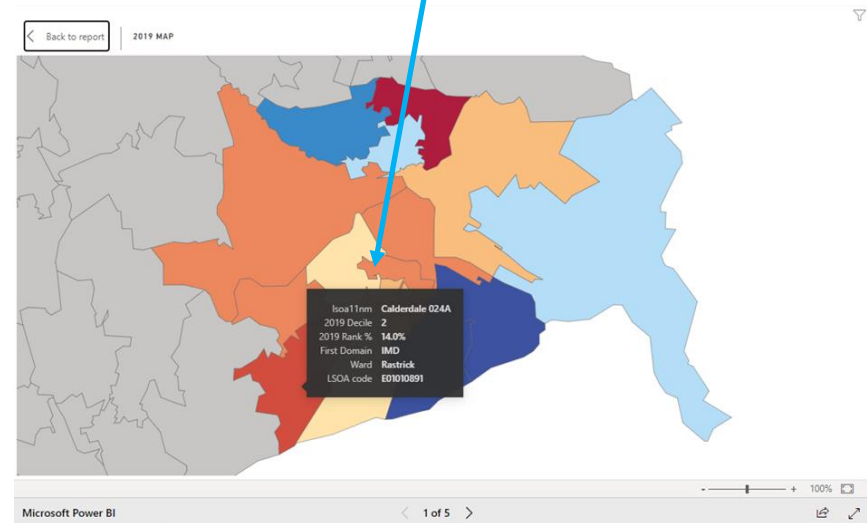 Back to report
2019 MAP
lsoa11nm Calderdale 024A
2019 Decile 2
2019 Rank % 14.0%
First Domain IMD
Ward Rastrick
LSOA code E01010891
- + 100%
Microsoft Power BI
1 of 5